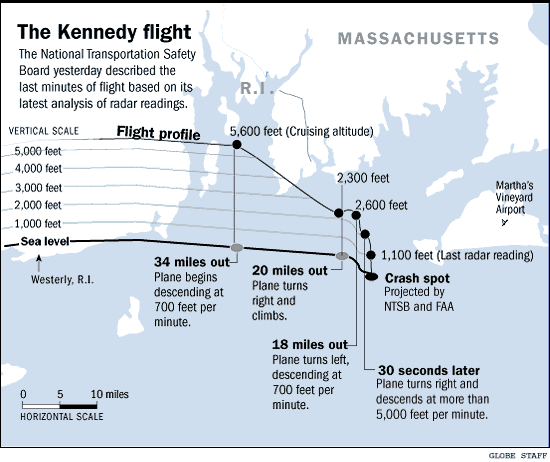 The Kennedy flight
The National Transportation Safety
Board yesterday described the
last minutes of flight based on its
latest analysis of radar readings.
MASSACHUSETTS
R.I.
VERTICAL SCALE
Flight profile
5,600 feet (Cruising altitude)
5,000 feet
4,000 feet
3,000 feet
2,000 feet
1,000 feet
Sea level
2,300 feet
2,600 feet
Martha's
Vineyard
Airport
1,100 feet (Last radar reading)
Westerly, R.I.
34 miles out
Plane begins
descending at
700 feet per
minute.
20 miles out
Plane turns
right and
climbs.
Crash spot
Projected by
NTSB and FAA
18 miles out
Plane turns left,
descending at
700 feet per
minute.
30 seconds later
Plane turns right and
descends at more than
5,000 feet per minute.
0 5 10 miles
HORIZONTAL SCALE
GLOBE STAFF